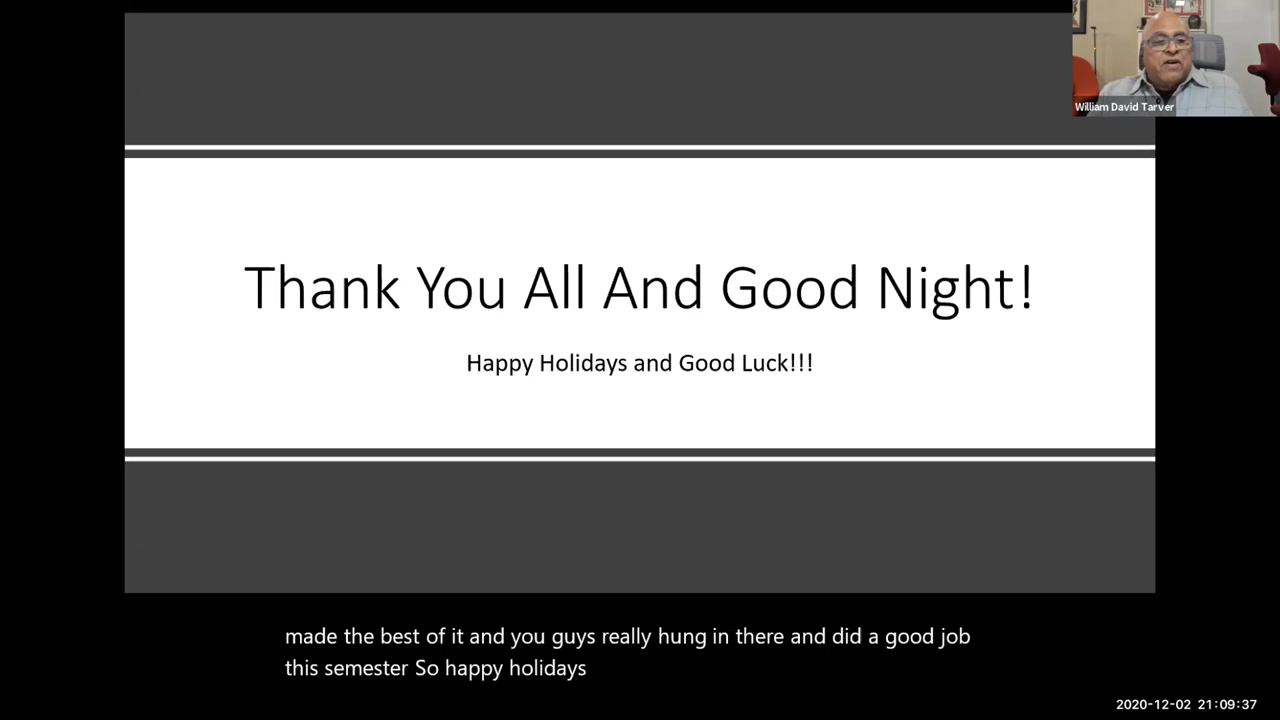 William David Tarver
Thank You All And Good Night!
Happy Holidays and Good Luck!!!
made the best of it and you guys really hung in there and did a good job
this semester So happy holidays
2020-12-02 21:09:37